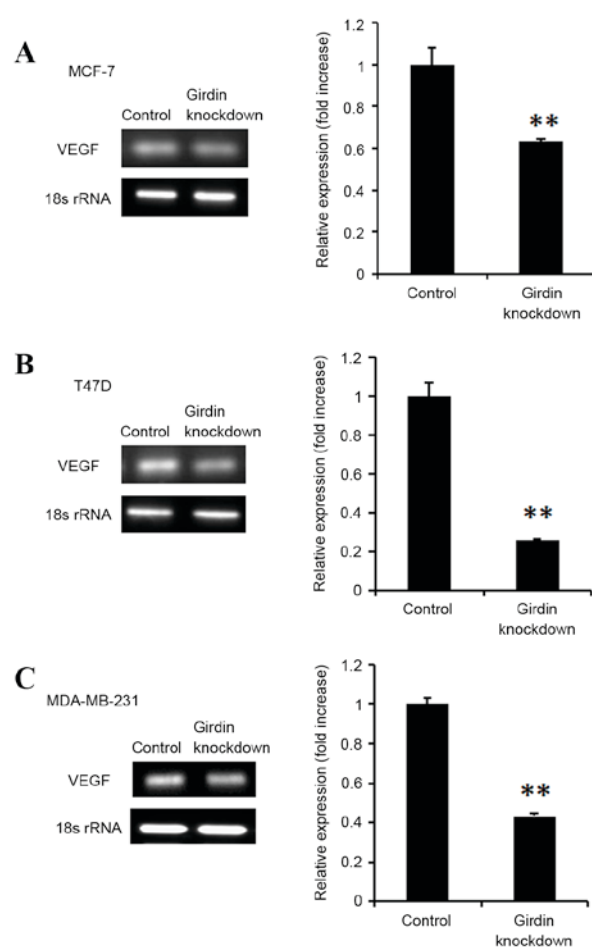 A
MCF-7
Control
Girdin
knockdown
VEGF
18s rRNA
Relative expression (fold increase)
1.2
1
0.8
0.6
0.4
0.2
0
**
Control
Girdin
knockdown
B
T47D
Control
Girdin
knockdown
VEGF
18s rRNA
Relative expression (fold increase)
1.2
1
0.8
0.6
0.4
0.2
0
**
Control
Girdin
knockdown
C
MDA-MB-231
Control
Girdin
knockdown
VEGF
18s rRNA
Relative expression (fold increase)
1.2
1
0.8
0.6
0.4
0.2
0
**
Control
Girdin
knockdown